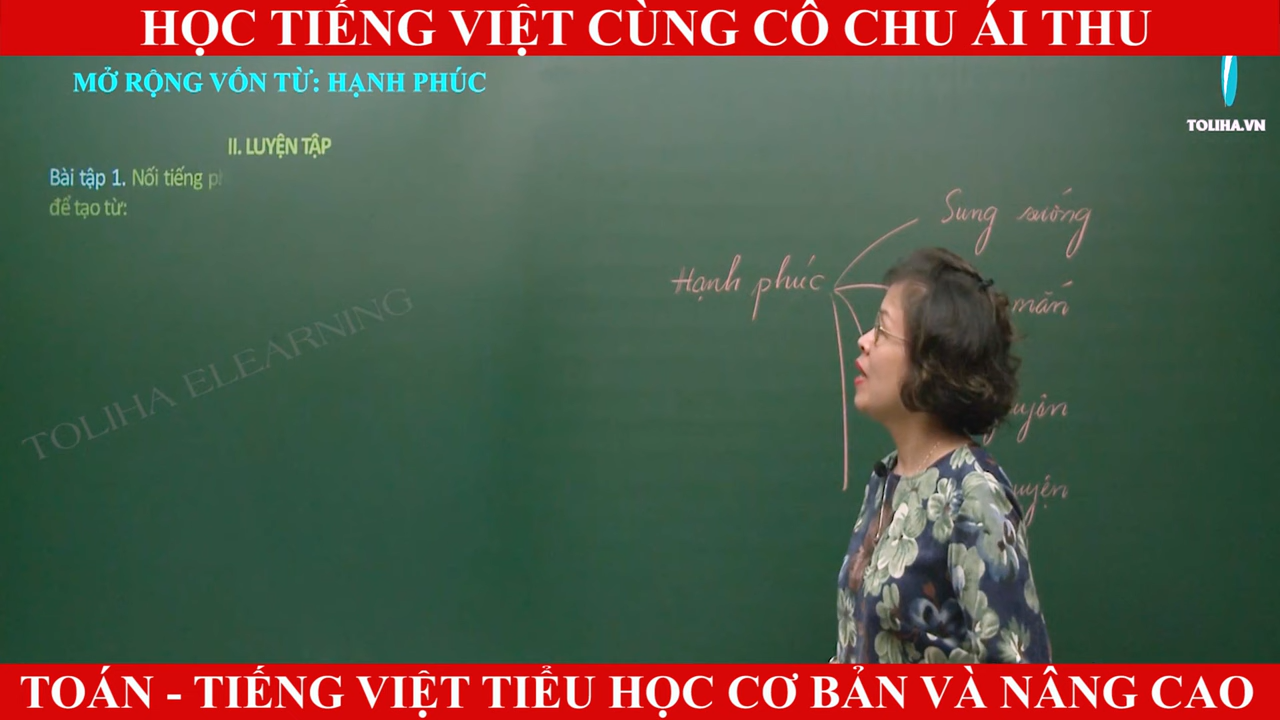 HỌC TIẾNG VIỆT CÙNG CÔ CHU ÁI THU
MỞ RỘNG VỐN TỪ: HẠNH PHÚC
TOLIHA.VN
II. LUYỆN TẬP
Bài tập 1. Nối tiếng
để tạo từ:
Sung sướng
Hạnh phúc
mãn
TOLIHA ELEARNING
TOÁN - TIẾNG VIỆT TIỂU HỌC CƠ BẢN VÀ NÂNG CAO